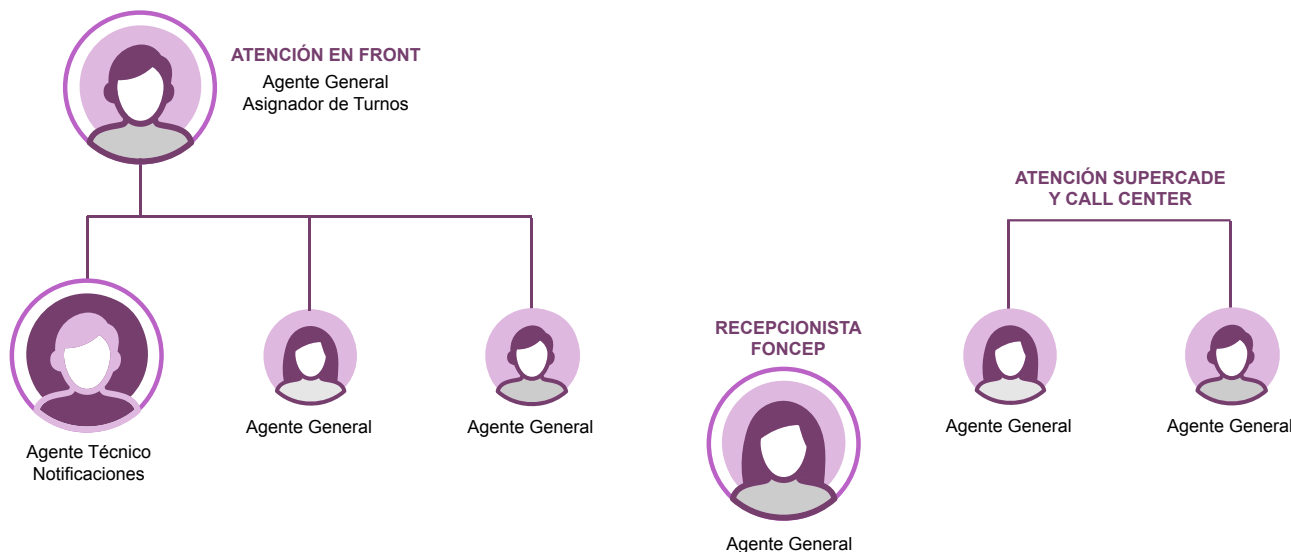 ATENCIÓN EN FRONT
Agente General
Asignador de Turnos
Agente Técnico
Notificaciones
Agente General
Agente General
RECEPCIONISTA
FONCEP
Agente General
ATENCIÓN SUPERCADE
Y CALL CENTER
Agente General
Agente General